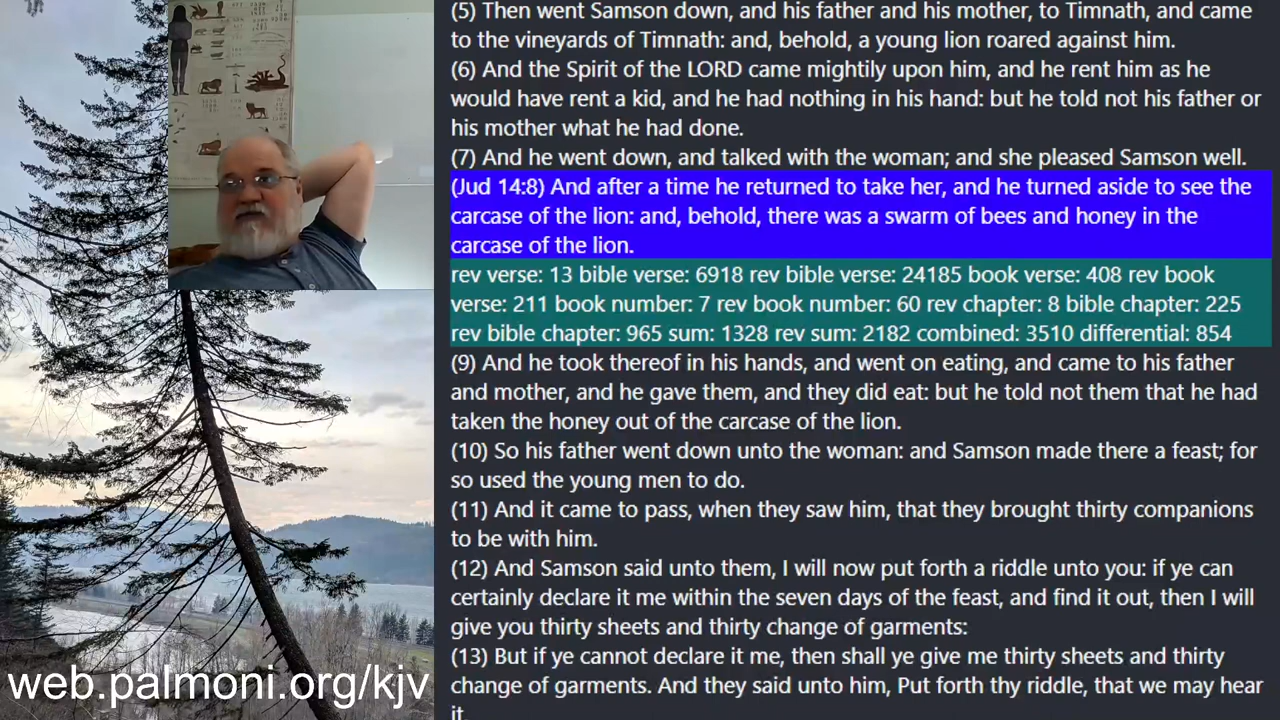 (5) Then went Samson down, and his father and his mother, to Timnath, and came
to the vineyards of Timnath: and, behold, a young lion roared against him.
(6) And the Spirit of the LORD came mightily upon him, and he rent him as he
would have rent a kid, and he had nothing in his hand: but he told not his father or
his mother what he had done.
(7) And he went down, and talked with the woman; and she pleased Samson well.
(Jud 14:8) And after a time he returned to take her, and he turned aside to see the
carcase of the lion: and, behold, there was a swarm of bees and honey in the
carcase of the lion.
rev verse: 13 bible verse: 6918 rev bible verse: 24185 book verse: 408 rev book
verse: 211 book number: 7 rev book number: 60 rev chapter: 8 bible chapter: 225
rev bible chapter: 965 sum: 1328 rev sum: 2182 combined: 3510 differential: 854
(9) And he took thereof in his hands, and went on eating, and came to his father
and mother, and he gave them, and they did eat: but he told not them that he had
taken the honey out of the carcase of the lion.
(10) So his father went down unto the woman: and Samson made there a feast; for
so used the young men to do.
(11) And it came to pass, when they saw him, that they brought thirty companions
to be with him.
(12) And Samson said unto them, I will now put forth a riddle unto you: if ye can
certainly declare it me within the seven days of the feast, and find it out, then I will
give you thirty sheets and thirty change of garments:
(13) But if ye cannot declare it me, then shall ye give me thirty sheets and thirty
change of garments. And they said unto him, Put forth thy riddle, that we may hear
it.
web.palmoni.org/kjv